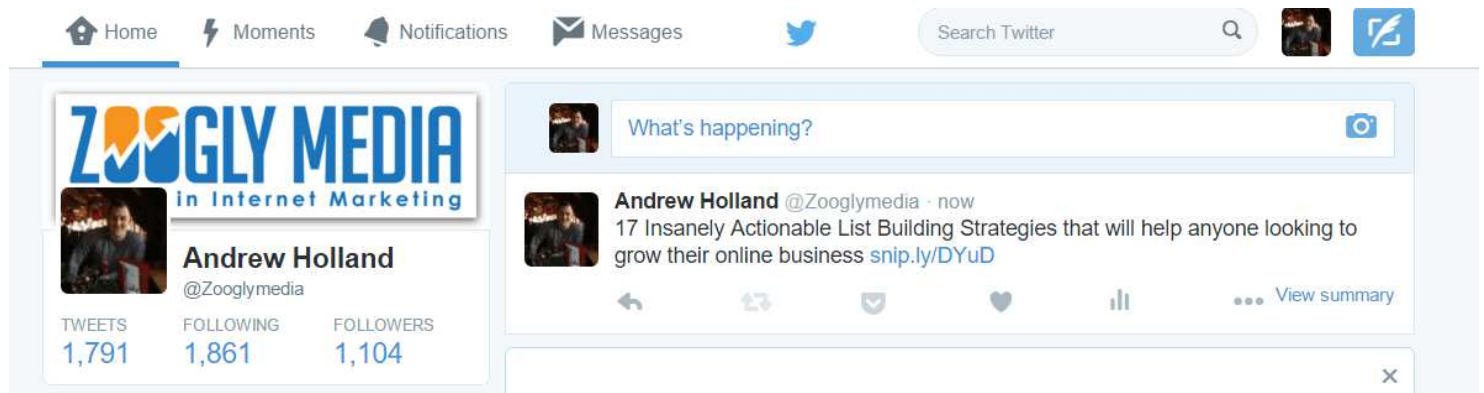 Home Moments Notifications Messages Search Twitter
ZOOGLY MEDIA
in Internet Marketing
Andrew Holland
@Zooglymedia
TWEETS FOLLOWING FOLLOWERS
1,791 1,861 1,104
What's happening?
Andrew Holland @Zooglymedia · now
17 Insanely Actionable List Building Strategies that will help anyone looking to
grow their online business snip.ly/DYuD
View summary